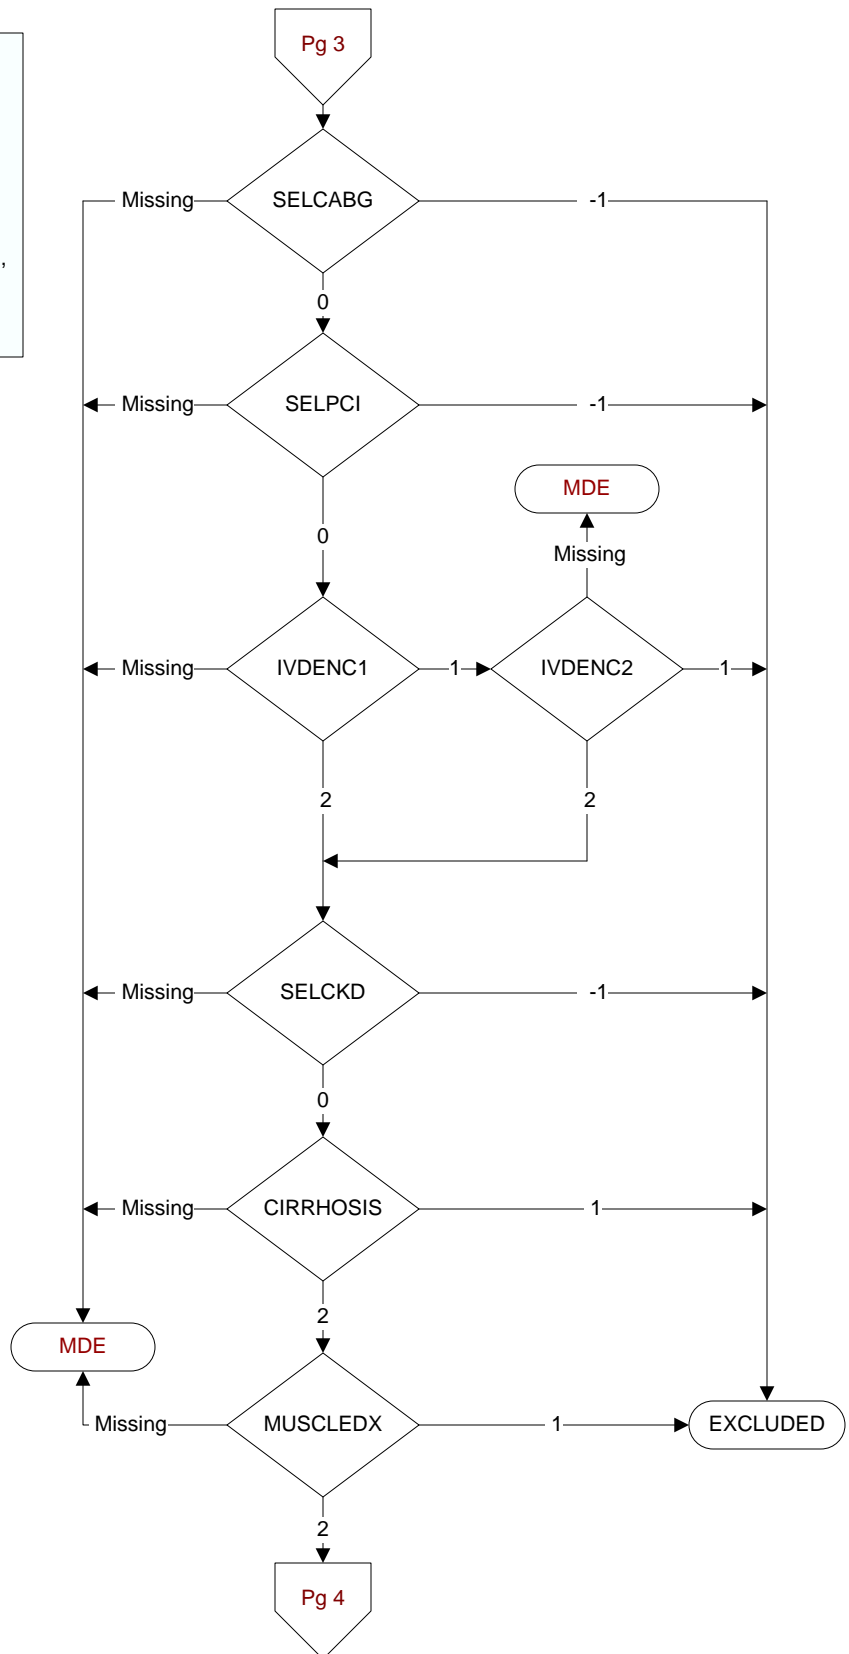 Pg 3
Missing SELCABG -1
,
0
Missing SELPCI -1
MDE
0
Missing
Missing IVDENC1 1 IVDENC2 1
2 2
Missing SELCKD -1
0
Missing CIRRHOSIS 1
2
MDE
Missing MUSCLEDX 1 EXCLUDED
2
Pg 4